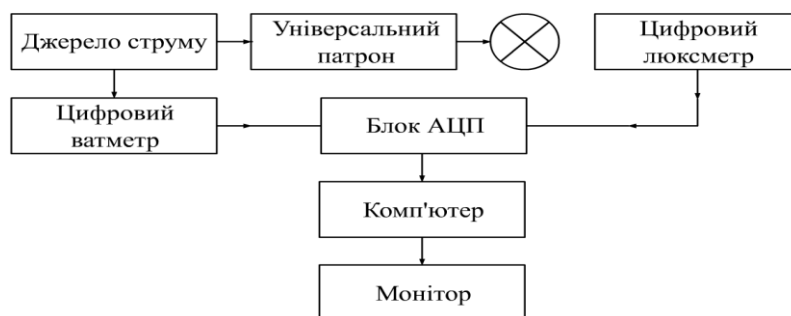 Джерело струму
Універсальний
патрон
Цифровий
люксметр
Цифровий
ватметр
Блок АЦП
Комп'ютер
Монітор